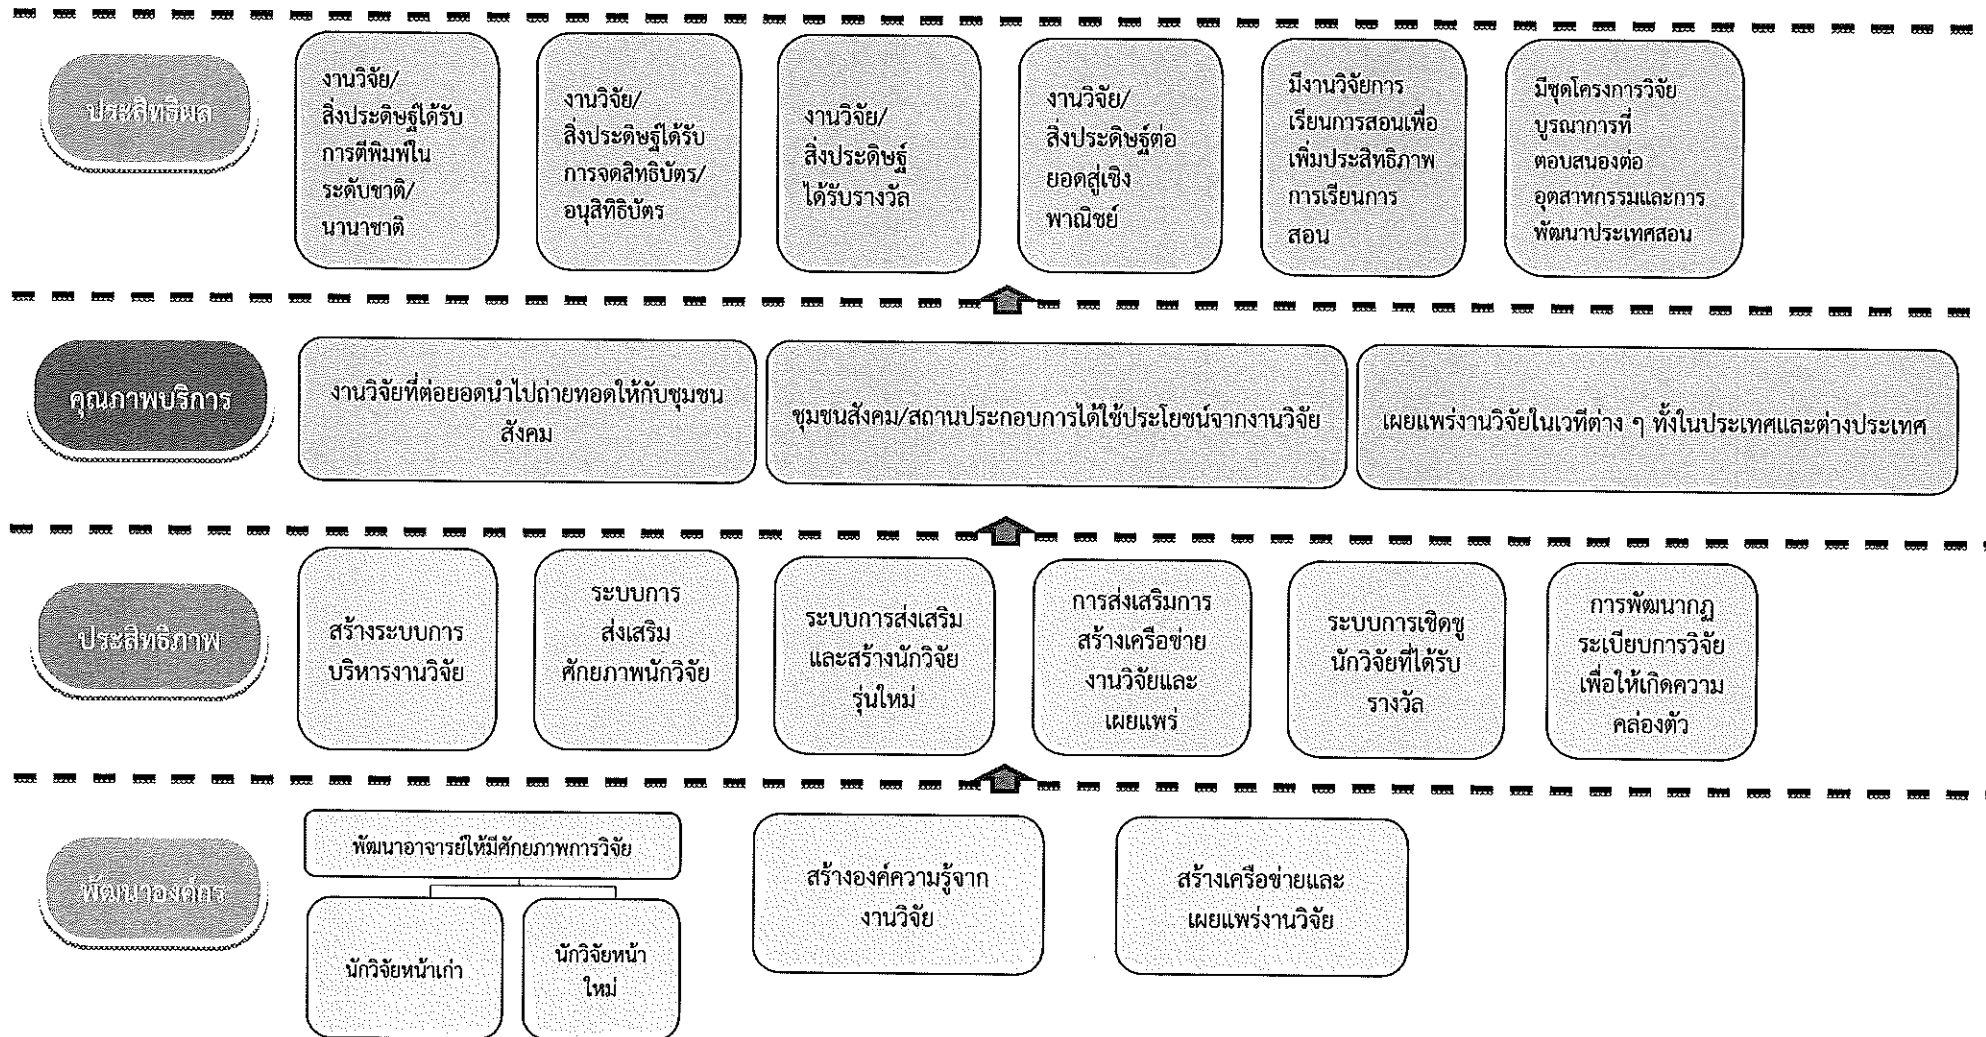 ประสิทธิผล
งานวิจัย/
สิ่งประดิษฐ์ได้รับ
การตีพิมพ์ใน
ระดับชาติ/
นานาชาติ
งานวิจัย/
สิ่งประดิษฐ์ได้รับ
การจดสิทธิบัตร/
อนุสิทธิบัตร
งานวิจัย/
สิ่งประดิษฐ์
ได้รับรางวัล
งานวิจัย/
สิ่งประดิษฐ์ต่อ
ยอดสู่เชิง
พาณิชย์
มีงานวิจัยการ
เรียนการสอนเพื่อ
เพิ่มประสิทธิภาพ
การเรียนการ
สอน
มีชุดโครงการวิจัย
บูรณาการที่
ตอบสนองต่อ
อุตสาหกรรมและการ
พัฒนาประเทศสอน
คุณภาพบริการ
งานวิจัยที่ต่อยอดนำไปถ่ายทอดให้กับชุมชน
สังคม
ชุมชนสังคม/สถานประกอบการได้ใช้ประโยชน์จากงานวิจัย
เผยแพร่งานวิจัยในเวทีต่าง ๆ ทั้งในประเทศและต่างประเทศ
ประสิทธิภาพ
สร้างระบบการ
บริหารงานวิจัย
ระบบการ
ส่งเสริม
ศักยภาพนักวิจัย
ระบบการส่งเสริม
และสร้างนักวิจัย
รุ่นใหม่
การส่งเสริมการ
สร้างเครือข่าย
งานวิจัยและ
เผยแพร่
ระบบการเชิดชู
นักวิจัยที่ได้รับ
รางวัล
การพัฒนากฎ
ระเบียบการวิจัย
เพื่อให้เกิดความ
คล่องตัว
พัฒนาองค์กร
พัฒนาอาจารย์ให้มีศักยภาพการวิจัย
นักวิจัยหน้าเก่า
นักวิจัยหน้า
ใหม่
สร้างองค์ความรู้จาก
งานวิจัย
สร้างเครือข่ายและ
เผยแพร่งานวิจัย